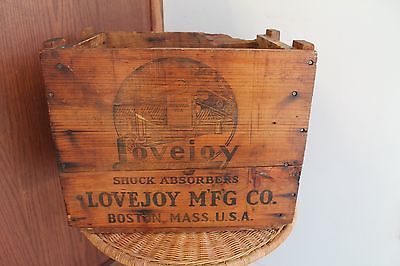 Lovejoy
SHOCK ABSORBERS
LOVEJOY M'F'G CO.
BOSTON, MASS. U.S.A.